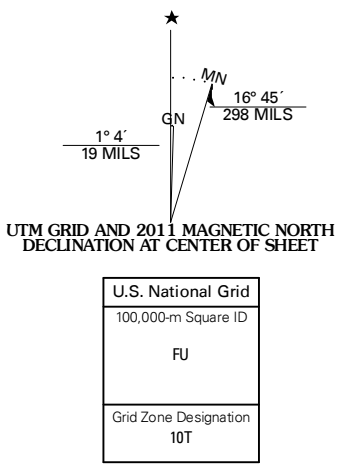 MN
16° 45´
298 MILS
GN
1° 4´
19 MILS
UTM GRID AND 2011 MAGNETIC NORTH
DECLINATION AT CENTER OF SHEET
U.S. National Grid
100,000-m Square ID
FU
Grid Zone Designation
10T